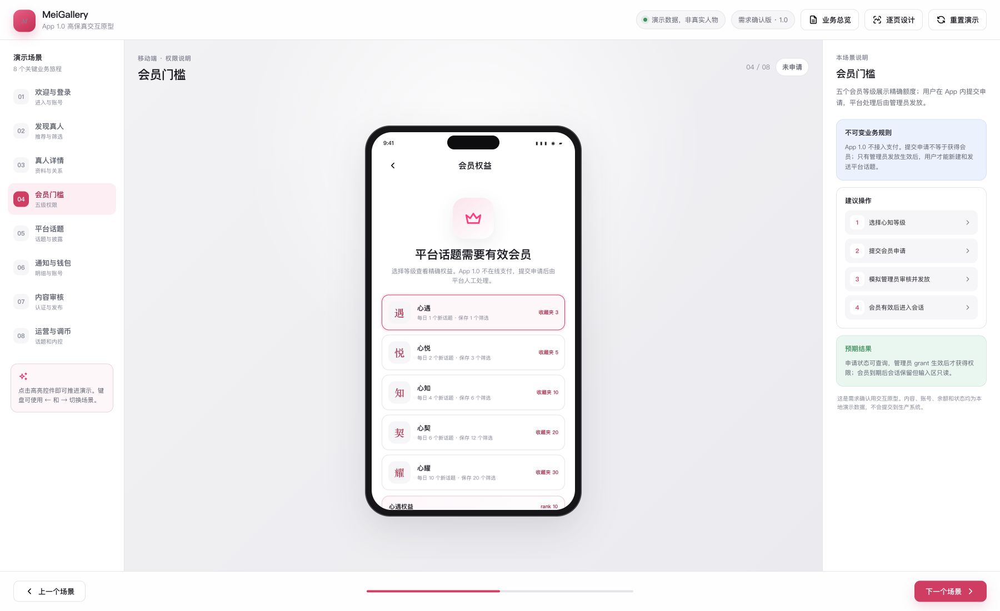 M
MeiGallery
App 1.0 高保真交互原型
演示数据，非真实人物
需求确认版 · 1.0
业务总览
逐页设计
重置演示
演示场景
8 个关键业务旅程
01
欢迎与登录
进入与账号
02
发现真人
推荐与筛选
03
真人详情
资料与关系
04
会员门槛
五级权限
05
平台话题
话题与披露
06
通知与钱包
明细与账号
07
内容审核
认证与发布
08
运营与调币
话题和内控
点击高亮控件即可推进演示。键
盘可使用 ← 和 → 切换场景。
移动端 · 权限说明
会员门槛
04 / 08
未申请
9:41
会员权益
平台话题需要有效会员
选择等级查看精确权益。App 1.0 不在线支付，提交申请后由
平台人工处理。
遇
心遇
每日 1 个新话题 · 保存 1 个筛选
收藏夹 3
悦
心悦
每日 2 个新话题 · 保存 3 个筛选
收藏夹 5
知
心知
每日 4 个新话题 · 保存 6 个筛选
收藏夹 10
契
心契
每日 6 个新话题 · 保存 12 个筛选
收藏夹 20
耀
心耀
每日 10 个新话题 · 保存 20 个筛选
收藏夹 30
心遇权益
rank 10
本场景说明
会员门槛
五个会员等级展示精确额度；用户在 App 内提交申
请，平台处理后由管理员发放。
不可变业务规则
App 1.0 不接入支付。提交申请不等于获得会
员；只有管理员发放生效后，用户才能新建和发
送平台话题。
建议操作
1
选择心知等级
2
提交会员申请
3
模拟管理员审核并发放
4
会员有效后进入会话
预期结果
申请状态可查询，管理员 grant 生效后才获得权
限；会员到期后会话保留但输入区只读。
这是需求确认用交互原型。内容、账号、余额和状态均为本
地演示数据，不会提交到生产系统。
上一个场景
下一个场景